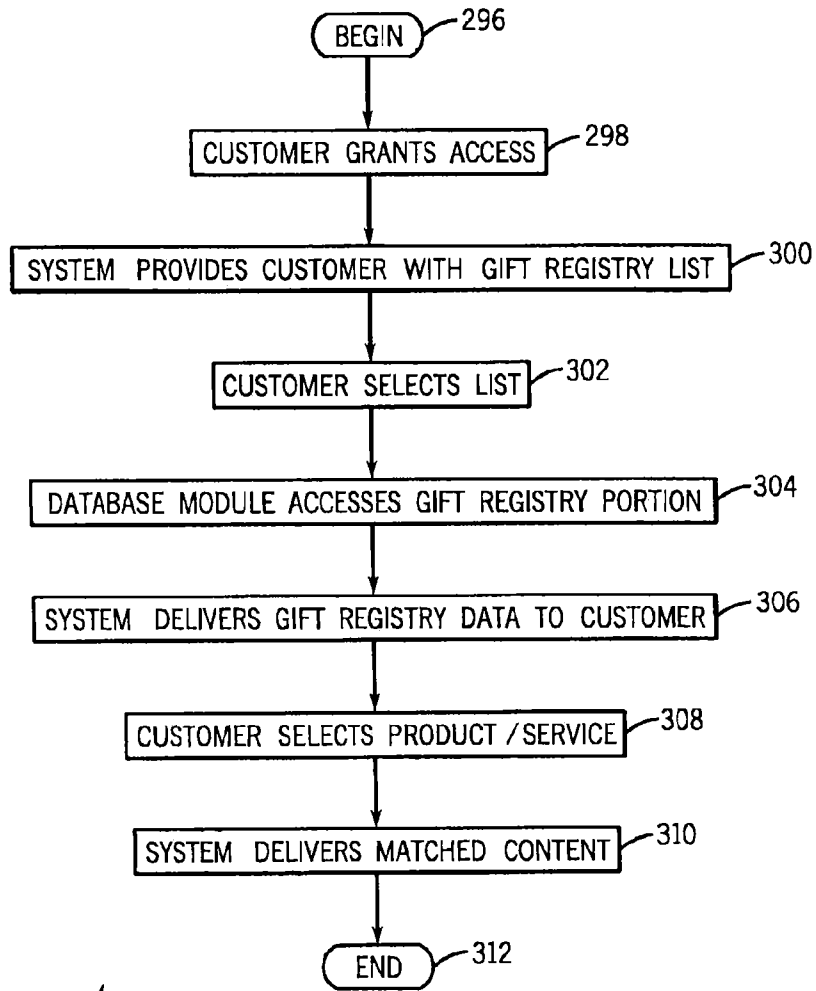 BEGIN 296
CUSTOMER GRANTS ACCESS 298
SYSTEM PROVIDES CUSTOMER WITH GIFT REGISTRY LIST 300
CUSTOMER SELECTS LIST 302
DATABASE MODULE ACCESSES GIFT REGISTRY PORTION 304
SYSTEM DELIVERS GIFT REGISTRY DATA TO CUSTOMER 306
CUSTOMER SELECTS PRODUCT / SERVICE 308
SYSTEM DELIVERS MATCHED CONTENT 310
END 312